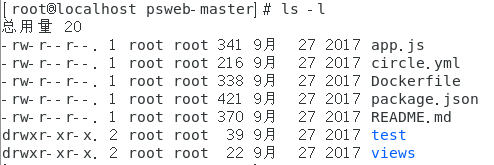 [root@localhost psweb-master]# ls -l
总用量 20
-rw-r--r--. 1 root root 341 9月  27 2017 app.js
-rw-r--r--. 1 root root 216 9月  27 2017 circle.yml
-rw-r--r--. 1 root root 338 9月  27 2017 Dockerfile
-rw-r--r--. 1 root root 421 9月  27 2017 package.json
-rw-r--r--. 1 root root 370 9月  27 2017 README.md
drwxr-xr-x. 2 root root  39 9月  27 2017 test
drwxr-xr-x. 2 root root  22 9月  27 2017 views